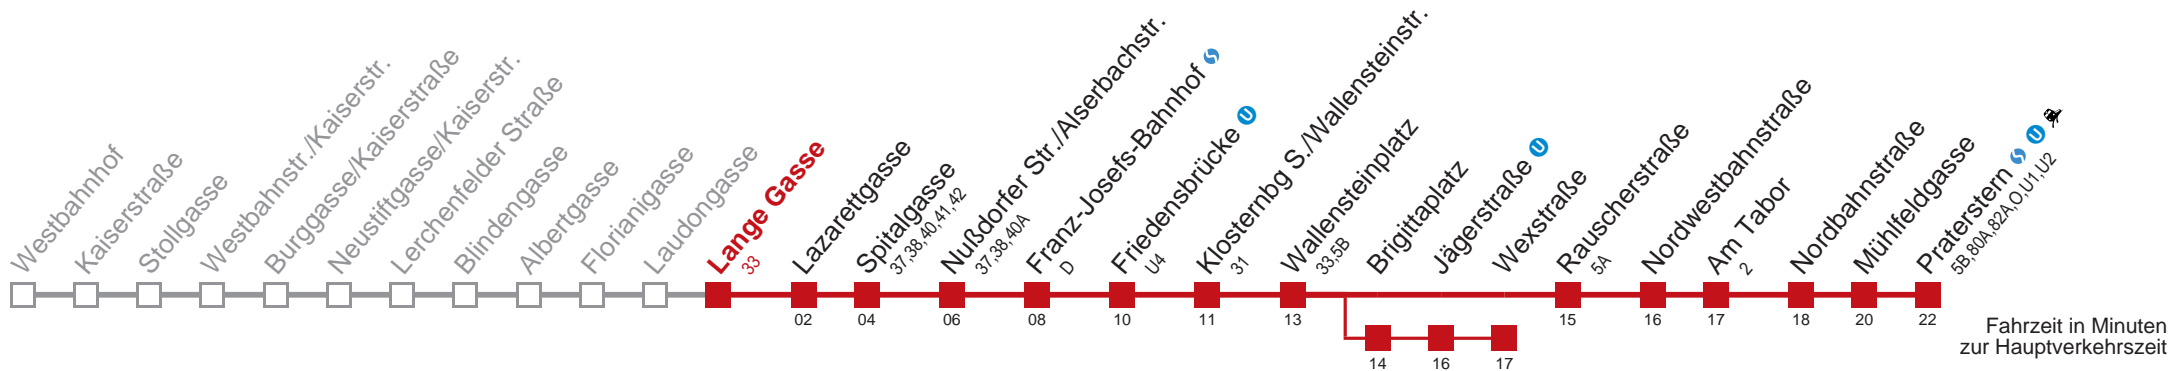 Westbahnhof
Kaiserstraße
Stollgasse
Westbahnstr./Kaiserstr.
Burggasse/Kaiserstraße
Neustiftgasse/Kaiserstr.
Lerchenfelder Straße
Blindengasse
Albertgasse
Florianigasse
Laudongasse
Lange Gasse
33
Lazarettgasse
02
Spitalgasse
37,38,40,41,42
04
Nußdorfer Str./Alserbachstr.
37,38,40A
06
Franz-Josefs-Bahnhof S
D
08
Friedensbrücke U
U4
10
Klosternbg S./Wallensteinstr.
31
11
Wallensteinplatz
33,5B
13
Brigittaplatz
14
Jägerstraße U
16
Wexstraße
17
Rauscherstraße
5A
15
Nordwestbahnstraße
16
Am Tabor
2
17
Nordbahnstraße
18
Mühlfeldgasse
20
Praterstern S U
5B,80A,82A,O,U1,U2
22
Fahrzeit in Minuten
zur Hauptverkehrszeit